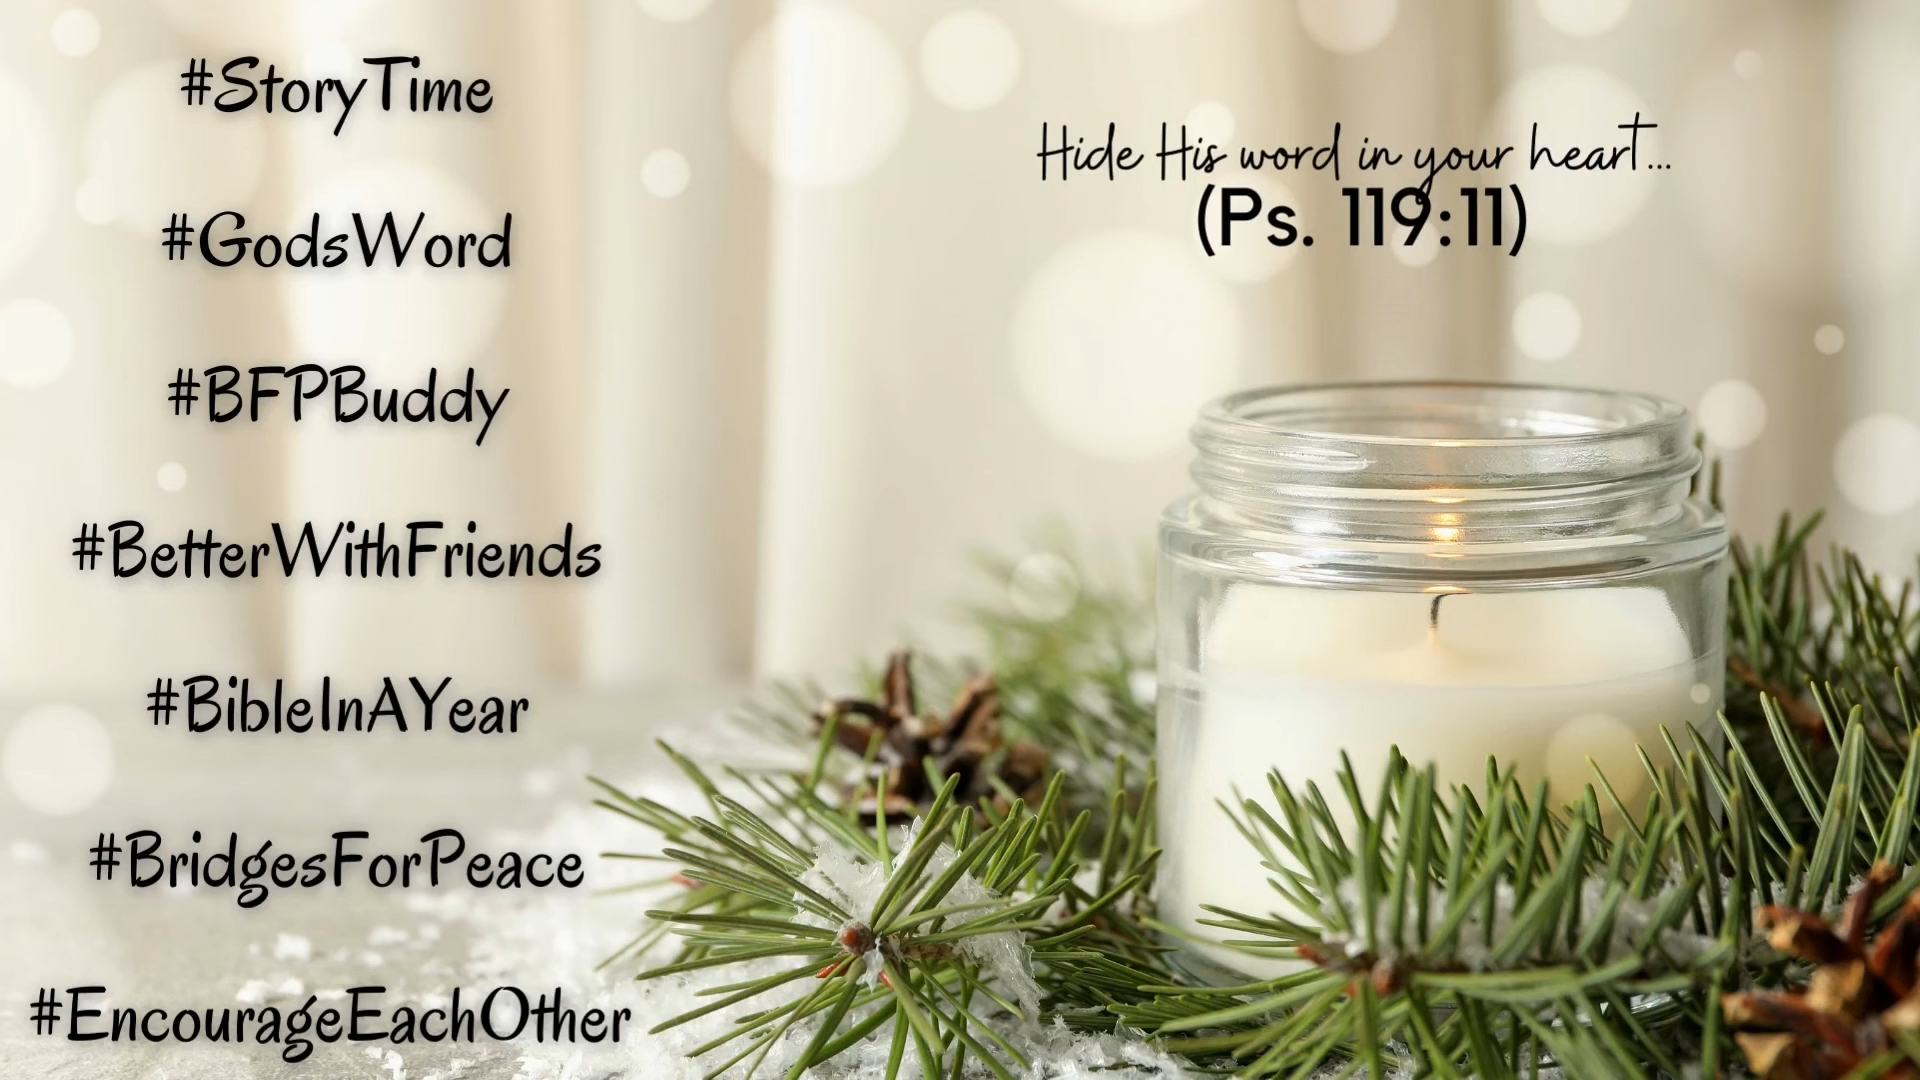 #StoryTime
#GodsWord
#BFPBuddy
#BetterWithFriends
#BibleInAYear
#BridgesForPeace
#EncourageEachOther
Hide His word in your heart...
(Ps. 119:11)